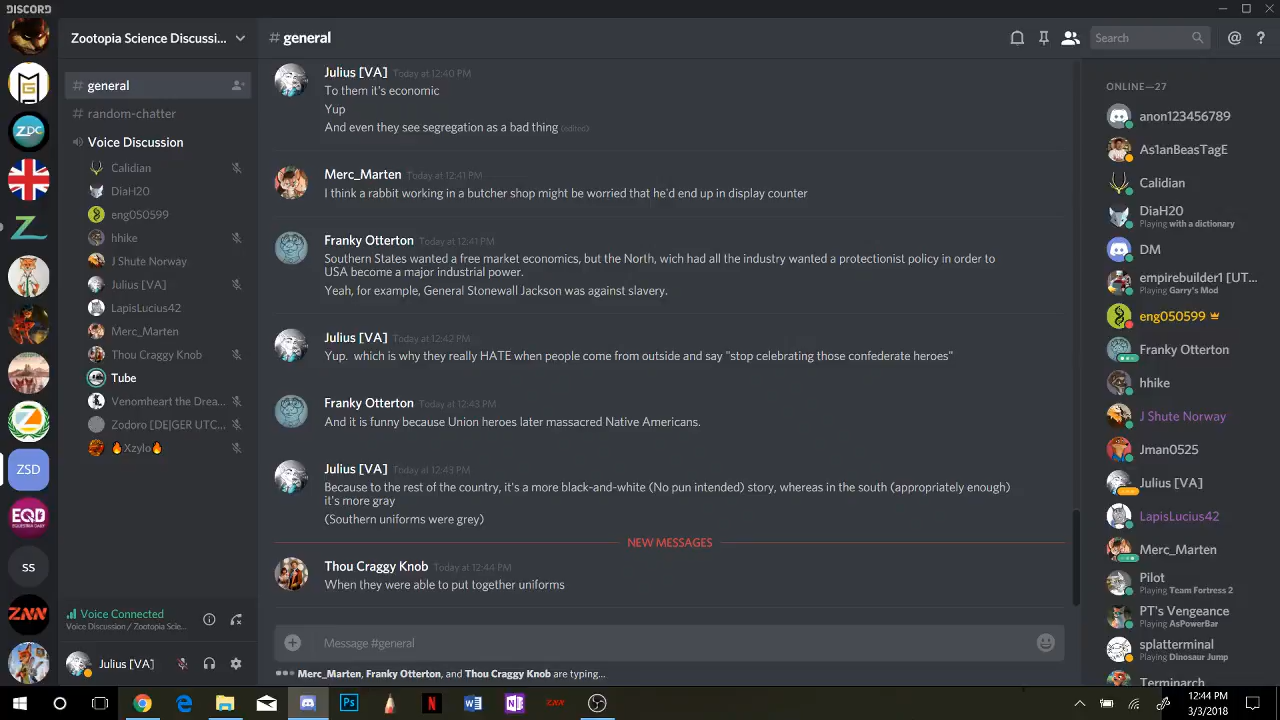 DISCORD
Zootopia Science Discussi...
# general
Search
@ ?
# general
# random-chatter
Voice Discussion
Calidian
DiaH20
eng050599
hhike
J Shute Norway
Julius [VA]
LapisLucius42
Merc_Marten
Thou Craggy Knob
Tube
Venomheart the Drea...
Zodoro [DE|GER UTC...
🔥Xzylo🔥
Voice Connected
Voice Discussion / Zootopia Scie...
Julius [VA]
ZDC
Z
ZSD
EQD
EQUESTRIA DAILY
ss
ZNN
Julius [VA] Today at 12:40 PM
To them it's economic
Yup
And even they see segregation as a bad thing (edited)
Merc_Marten Today at 12:41 PM
I think a rabbit working in a butcher shop might be worried that he'd end up in display counter
Franky Otterton Today at 12:41 PM
Southern States wanted a free market economics, but the North, wich had all the industry wanted a protectionist policy in order to
USA become a major industrial power.
Yeah, for example, General Stonewall Jackson was against slavery.
Julius [VA] Today at 12:42 PM
Yup. which is why they really HATE when people come from outside and say "stop celebrating those confederate heroes"
Franky Otterton Today at 12:43 PM
And it is funny because Union heroes later massacred Native Americans.
Julius [VA] Today at 12:43 PM
Because to the rest of the country, it's a more black-and-white (No pun intended) story, whereas in the south (appropriately enough)
it's more gray
(Southern uniforms were grey)
NEW MESSAGES
Thou Craggy Knob Today at 12:44 PM
When they were able to put together uniforms
Message #general
Merc_Marten, Franky Otterton, and Thou Craggy Knob are typing...
ONLINE—27
anon123456789
As1anBeasTagE
Calidian
DiaH20
Playing with a dictionary
DM
empirebuilder1 [UT...
Playing Garry's Mod
eng050599
Franky Otterton
hhike
J Shute Norway
Jman0525
Julius [VA]
LapisLucius42
Merc_Marten
Pilot
Playing Team Fortress 2
PT's Vengeance
Playing AsPowerBar
splatterminal
Playing Dinosaur Jump
Terminarch
Ps
N
W
N
ZNN
12:44 PM
3/3/2018